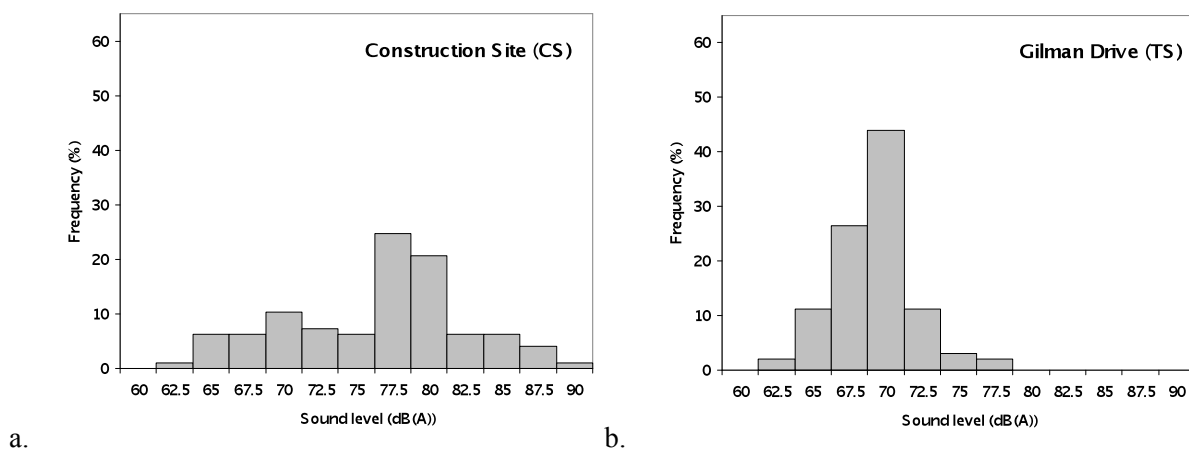 Construction Site (CS)
Frequency (%)
60
50
40
30
20
10
0
60 62.5 65 67.5 70 72.5 75 77.5 80 82.5 85 87.5 90
Sound level (dB(A))
a.
Gilman Drive (TS)
Frequency (%)
60
50
40
30
20
10
0
60 62.5 65 67.5 70 72.5 75 77.5 80 82.5 85 87.5 90
Sound level (dB(A))
b.